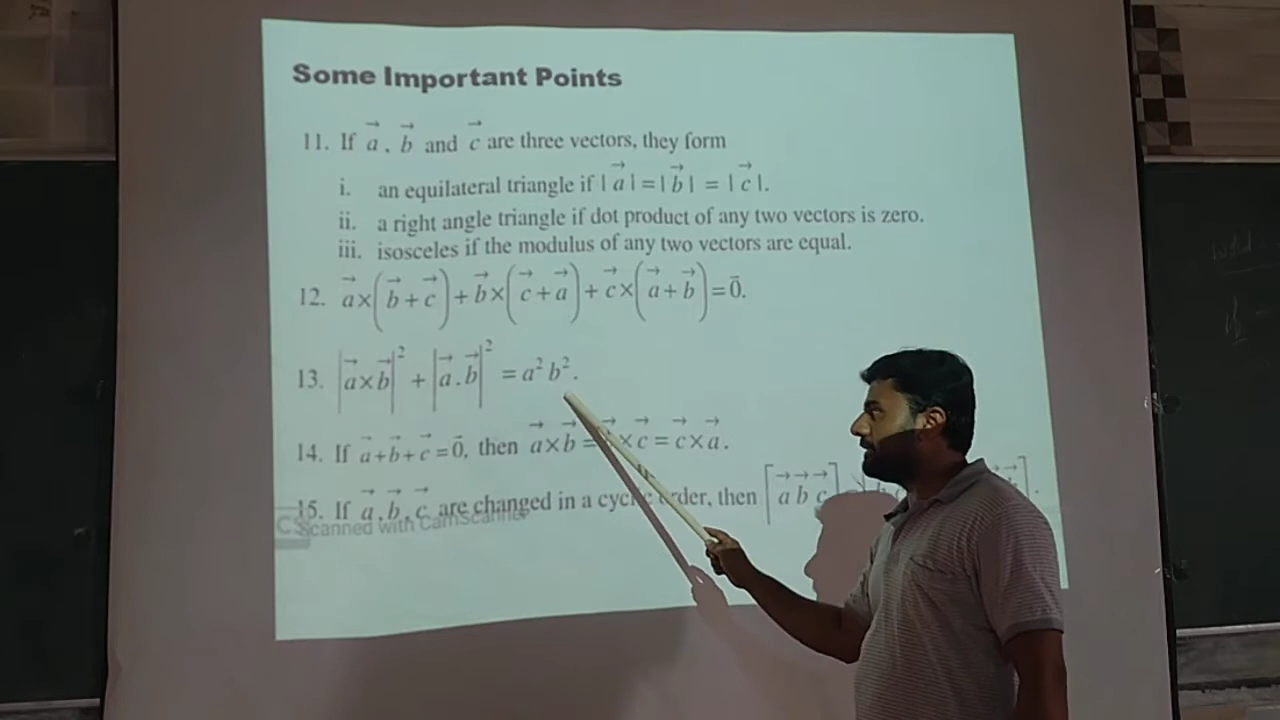 Some Important Points
11. If a⃗, b⃗ and c⃗ are three vectors, they form
i. an equilateral triangle if |a⃗|=|b⃗| = |c⃗|.
ii. a right angle triangle if dot product of any two vectors is zero.
iii. isosceles if the modulus of any two vectors are equal.
12. a⃗×(b⃗+c⃗)+b⃗×(c⃗+a⃗)+c⃗×(a⃗+b⃗)=0⃗.
13. |a⃗×b⃗|² + |a⃗.b⃗|² = a²b².
14. If a⃗+b⃗+c⃗=0⃗, then a⃗×b⃗= ×c⃗=c⃗×a⃗.
15. If a⃗,b⃗,c⃗ are changed in a order, then [a⃗ b⃗ c⃗]
CS Scanned with CamScanner